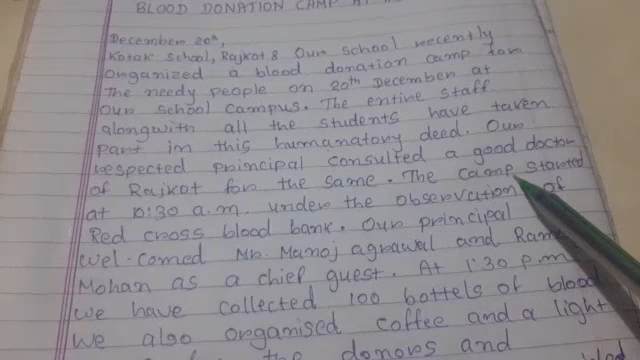 BLOOD DONATION CAMP AT
December 20th,
Kotak School, Rajkot & Our school recently
Organized a blood donation camp for
The needy people on 20th December at
Our school campus. The entire staff
alongwith all the students have taken
part in this humanatory deed. Our
respected principal consulted a good doctor
of Rajkot for the same. The camp started
at 10:30 a.m. under the observation of
Red cross blood bank. Our principal
wel-comed Mr. Manoj agrawal and
Mohan as a chief guest. At 1:30 p.m.
we have collected 100 bottels of blood
We also organised coffee and a light
the donors and